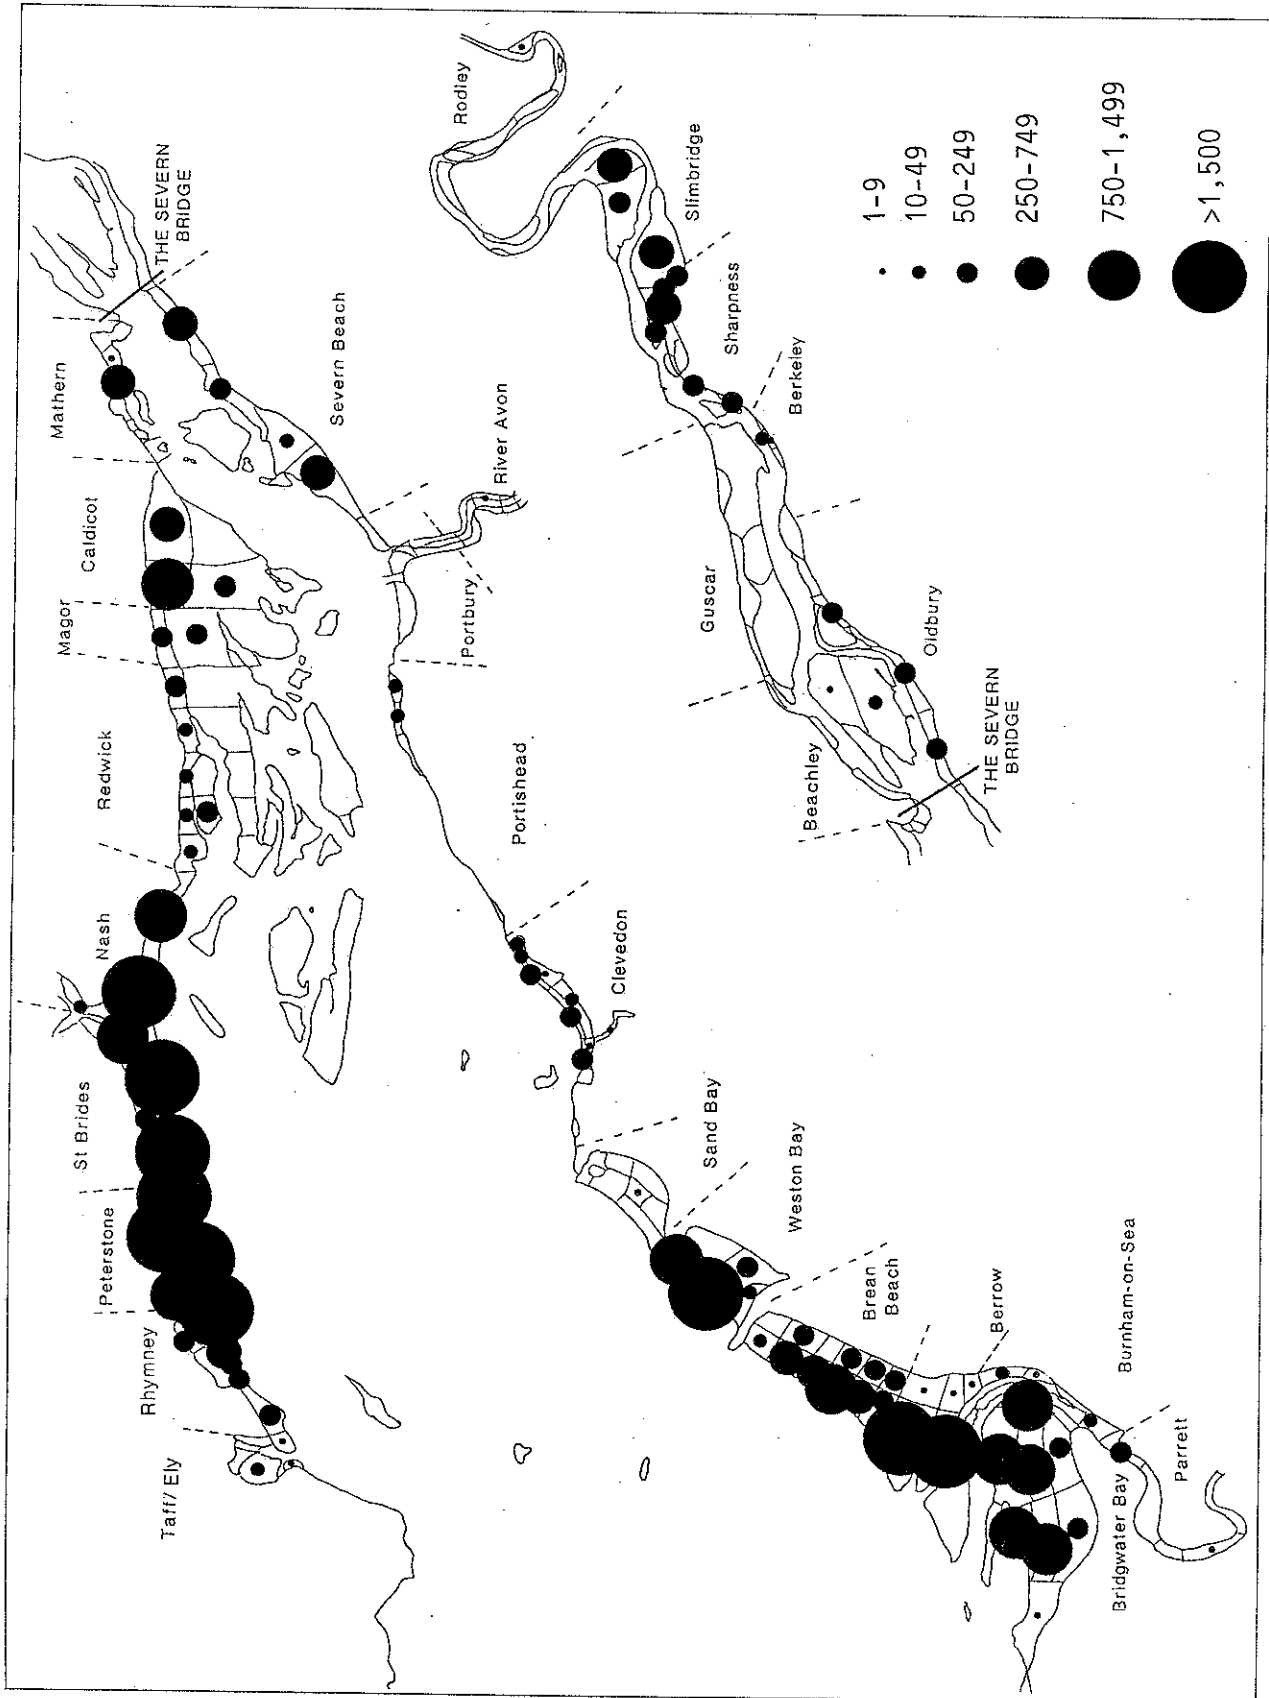 Taff/ Ely
Rhymney
Peterstone
St Brides
Nash
Redwick
Magor
Caldicot
Mathern
THE SEVERN
BRIDGE
Severn Beach
River Avon
Portbury
Portishead
Clevedon
Sand Bay
Weston Bay
Brean
Beach
Berrow
Burnham-on-Sea
Parrett
Bridgwater Bay
Rodley
Slimbridge
Sharpness
Berkeley
Guscar
Oldbury
Beachley
THE SEVERN
BRIDGE
1-9
10-49
50-249
250-749
750-1,499
>1,500